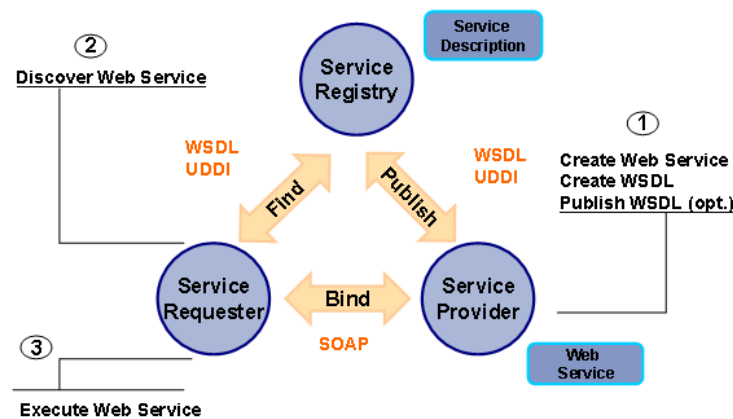 2
Discover Web Service
Service
Registry
Service
Description
1
Create Web Service
Create WSDL
Publish WSDL (opt.)
WSDL
UDDI
Find
Publish
WSDL
UDDI
Service
Requester
Bind
SOAP
Service
Provider
Web
Service
3
Execute Web Service